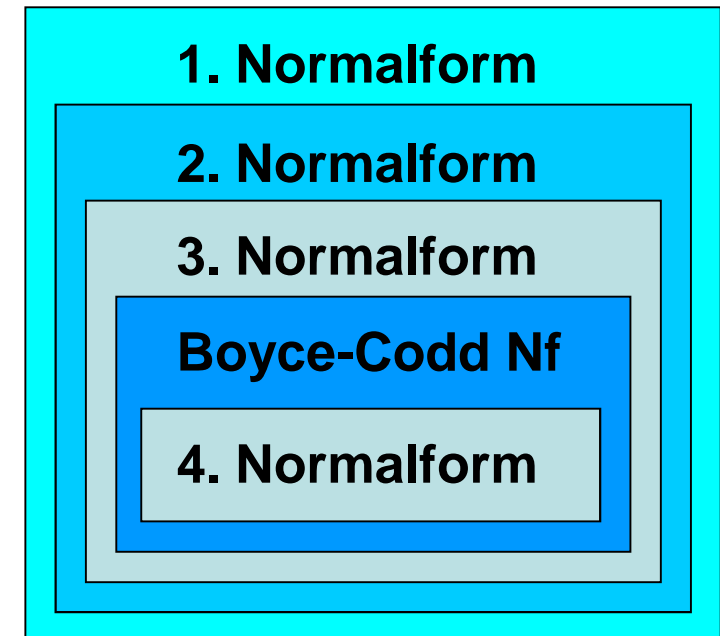 1. Normalform
2. Normalform
3. Normalform
Boyce-Codd Nf
4. Normalform